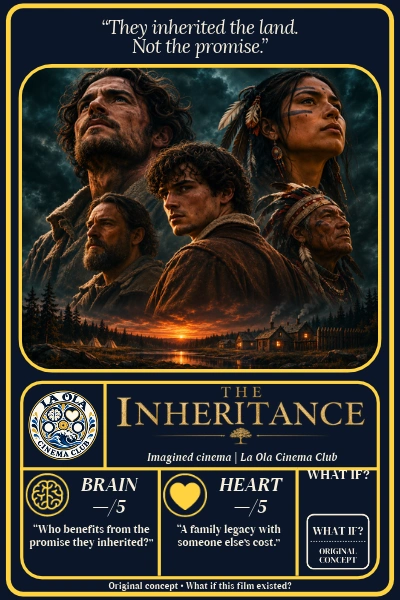 “They inherited the land.
Not the promise.”
LA OLA
CINEMA CLUB
THE
INHERITANCE
Imagined cinema | La Ola Cinema Club
BRAIN
—/5
“Who benefits from the
promise they inherited?”
HEART
—/5
“A family legacy with
someone else’s cost.”
WHAT IF?
WHAT IF?
ORIGINAL
CONCEPT
Original concept • What if this film existed?